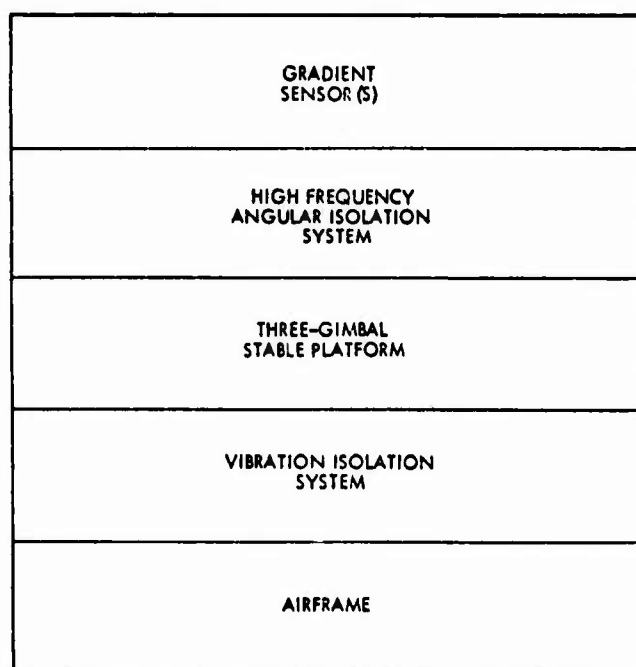 GRADIENT
SENSOR (S)
HIGH FREQUENCY
ANGULAR ISOLATION
SYSTEM
THREE-GIMBAL
STABLE PLATFORM
VIBRATION ISOLATION
SYSTEM
AIRFRAME